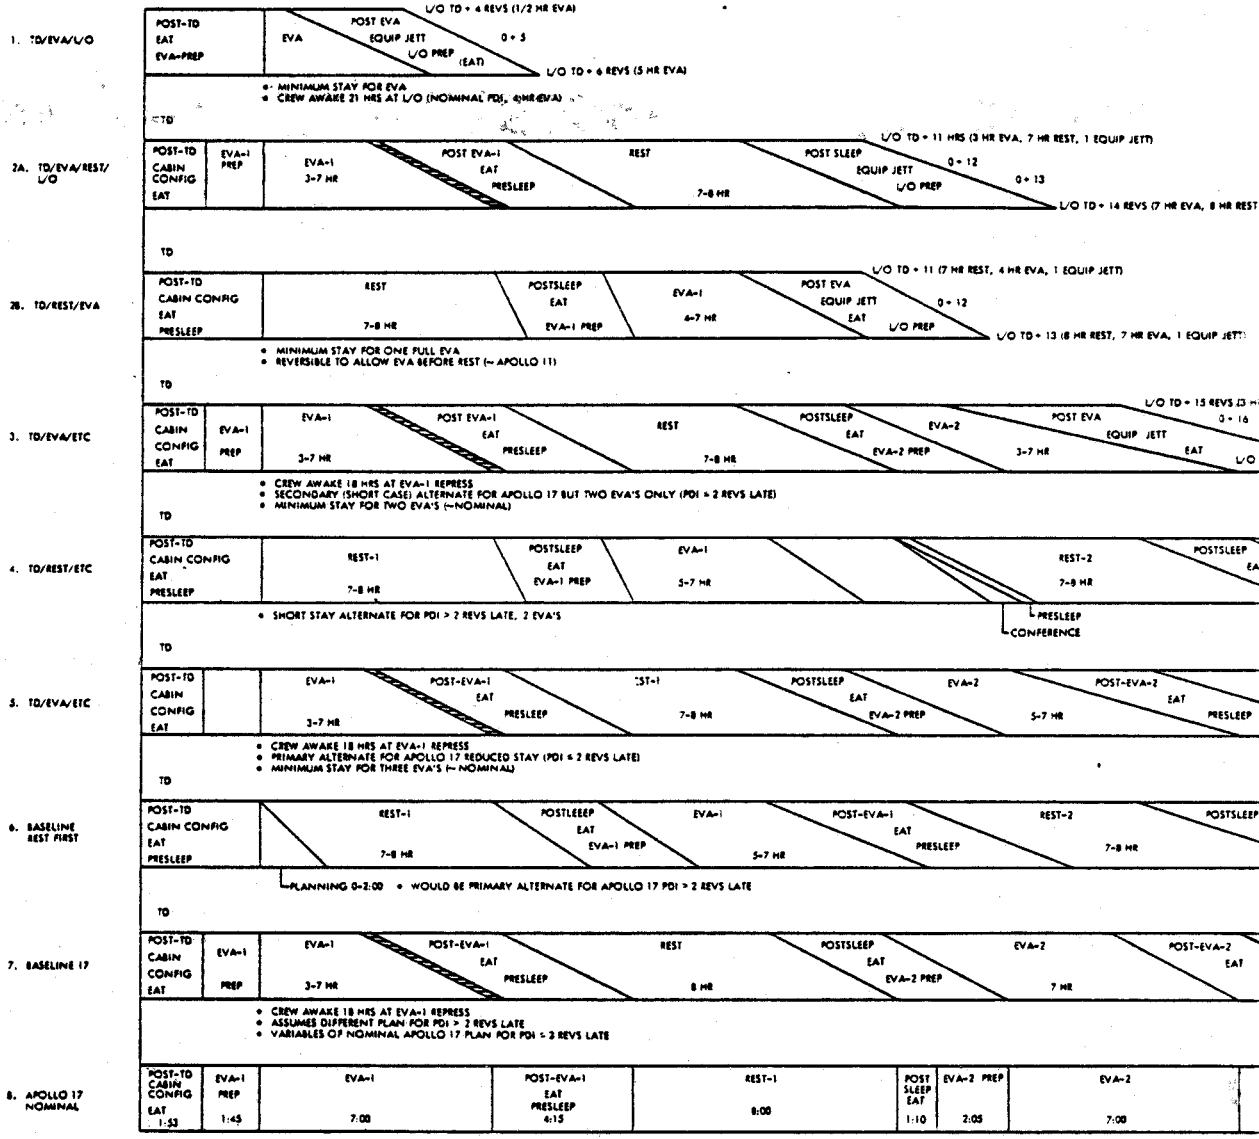 L/O TD + 4 REVS (1/2 HR EVA)
1. TD/EVA/L/O
POST-TD
EAT
EVA-PREP
EVA
POST EVA
EQUIP JETT
L/O PREP
(EAT)
0 + 5
L/O TD + 6 REVS (5 HR EVA)
• MINIMUM STAY FOR EVA
• CREW AWAKE 21 HRS AT L/O (NOMINAL PDI, 4 HR EVA)
TD
L/O TD + 11 HRS (3 HR EVA, 7 HR REST, 1 EQUIP JETT)
2A. TD/EVA/REST/
L/O
POST-TD
CABIN
CONFIG
EAT
EVA-1
PREP
EVA-1
3-7 HR
POST EVA-1
EAT
PRESLEEP
REST
7-8 HR
POST SLEEP
EQUIP JETT
L/O PREP
0 + 12
0 + 13
L/O TD + 14 REVS (7 HR EVA, 8 HR REST
TD
L/O TD + 11 (7 HR REST, 4 HR EVA, 1 EQUIP JETT)
2B. TD/REST/EVA
POST-TD
CABIN CONFIG
EAT
PRESLEEP
REST
7-8 HR
POSTSLEEP
EAT
EVA-1 PREP
EVA-1
4-7 HR
POST EVA
EQUIP JETT
EAT
L/O PREP
0 + 12
L/O TD + 13 (8 HR REST, 7 HR EVA, 1 EQUIP JETT)
• MINIMUM STAY FOR ONE FULL EVA
• REVERSIBLE TO ALLOW EVA BEFORE REST (~ APOLLO 11)
TD
L/O TD + 15 REVS (3 H
3. TD/EVA/ETC
POST-TD
CABIN
CONFIG
EAT
EVA-1
PREP
EVA-1
3-7 HR
POST EVA-1
EAT
PRESLEEP
REST
7-8 HR
POSTSLEEP
EAT
EVA-2 PREP
EVA-2
3-7 HR
POST EVA
EQUIP JETT
EAT
L/O
0 + 16
• CREW AWAKE 18 HRS AT EVA-1 REPRESS
• SECONDARY (SHORT CASE) ALTERNATE FOR APOLLO 17 BUT TWO EVA'S ONLY (PDI ≤ 2 REVS LATE)
• MINIMUM STAY FOR TWO EVA'S (~NOMINAL)
TD
4. TD/REST/ETC
POST-TD
CABIN CONFIG
EAT
PRESLEEP
REST-1
7-8 HR
POSTSLEEP
EAT
EVA-1 PREP
EVA-1
5-7 HR
REST-2
7-8 HR
POSTSLEEP
EA
• SHORT STAY ALTERNATE FOR PDI > 2 REVS LATE, 2 EVA'S
PRESLEEP
CONFERENCE
TD
5. TD/EVA/ETC
POST-TD
CABIN
CONFIG
EAT
EVA-1
3-7 HR
POST-EVA-1
EAT
PRESLEEP
ST-1
7-8 HR
POSTSLEEP
EAT
EVA-2 PREP
EVA-2
5-7 HR
POST-EVA-2
EAT
PRESLEEP
• CREW AWAKE 18 HRS AT EVA-1 REPRESS
• PRIMARY ALTERNATE FOR APOLLO 17 REDUCED STAY (PDI ≤ 2 REVS LATE)
• MINIMUM STAY FOR THREE EVA'S (~ NOMINAL)
TD
6. BASELINE
REST FIRST
POST-TD
CABIN CONFIG
EAT
PRESLEEP
REST-1
7-8 HR
POSTLEEEP
EAT
EVA-1 PREP
EVA-1
5-7 HR
POST-EVA-1
EAT
PRESLEEP
REST-2
7-8 HR
POSTSLEEP
PLANNING 0-2:00 • WOULD BE PRIMARY ALTERNATE FOR APOLLO 17 PDI > 2 REVS LATE
TD
7. BASELINE 17
POST-TD
CABIN
CONFIG
EAT
EVA-1
PREP
EVA-1
3-7 HR
POST-EVA-1
EAT
PRESLEEP
REST
8 HR
POSTSLEEP
EAT
EVA-2 PREP
EVA-2
7 HR
POST-EVA-2
EAT
• CREW AWAKE 18 HRS AT EVA-1 REPRESS
• ASSUMES DIFFERENT PLAN FOR PDI > 2 REVS LATE
• VARIABLES OF NOMINAL APOLLO 17 PLAN FOR PDI ≤ 2 REVS LATE
8. APOLLO 17
NOMINAL
POST-TD
CABIN
CONFIG
EAT
1:53
EVA-1
PREP
1:45
EVA-1
7:00
POST-EVA-1
EAT
PRESLEEP
4:15
REST-1
8:00
POST
SLEEP
EAT
1:10
EVA-2 PREP
2:05
EVA-2
7:00